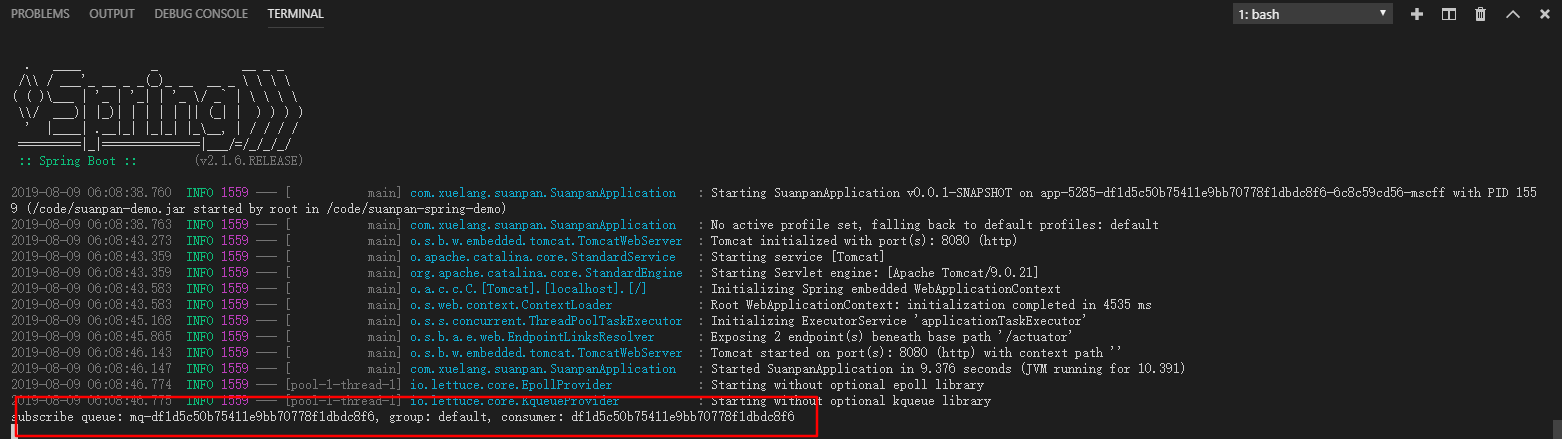 PROBLEMS OUTPUT DEBUG CONSOLE TERMINAL 1: bash
  .   ____          _            __ _ _
 /\\ / ___'_ __ _ _(_)_ __  __ _ \ \ \ \
( ( )\___ | '_ | '_| | '_ \/ _` | \ \ \ \
 \\/  ___)| |_)| | | | | || (_| |  ) ) ) )
  '  |____| .__|_| |_|_| |_\__, | / / / /
 =========|_|==============|___/=/_/_/_/
 :: Spring Boot ::        (v2.1.6.RELEASE)
2019-08-09 06:08:38.760 INFO 1559 --- [ main] com.xuelang.suanpan.SuanpanApplication : Starting SuanpanApplication v0.0.1-SNAPSHOT on app-5285-df1d5c50b75411e9bb70778f1dbdc8f6-6c8c59cd56-mscff with PID 155
9 (/code/suanpan-demo.jar started by root in /code/suanpan-spring-demo)
2019-08-09 06:08:38.763 INFO 1559 --- [ main] com.xuelang.suanpan.SuanpanApplication : No active profile set, falling back to default profiles: default
2019-08-09 06:08:43.273 INFO 1559 --- [ main] o.s.b.w.embedded.tomcat.TomcatWebServer : Tomcat initialized with port(s): 8080 (http)
2019-08-09 06:08:43.359 INFO 1559 --- [ main] o.apache.catalina.core.StandardService : Starting service [Tomcat]
2019-08-09 06:08:43.359 INFO 1559 --- [ main] org.apache.catalina.core.StandardEngine : Starting Servlet engine: [Apache Tomcat/9.0.21]
2019-08-09 06:08:43.583 INFO 1559 --- [ main] o.a.c.c.C.[Tomcat].[localhost].[/] : Initializing Spring embedded WebApplicationContext
2019-08-09 06:08:43.583 INFO 1559 --- [ main] o.s.web.context.ContextLoader : Root WebApplicationContext: initialization completed in 4535 ms
2019-08-09 06:08:45.168 INFO 1559 --- [ main] o.s.s.concurrent.ThreadPoolTaskExecutor : Initializing ExecutorService 'applicationTaskExecutor'
2019-08-09 06:08:45.865 INFO 1559 --- [ main] o.s.b.a.e.web.EndpointLinksResolver : Exposing 2 endpoint(s) beneath base path '/actuator'
2019-08-09 06:08:46.143 INFO 1559 --- [ main] o.s.b.w.embedded.tomcat.TomcatWebServer : Tomcat started on port(s): 8080 (http) with context path ''
2019-08-09 06:08:46.147 INFO 1559 --- [ main] com.xuelang.suanpan.SuanpanApplication : Started SuanpanApplication in 9.376 seconds (JVM running for 10.391)
2019-08-09 06:08:46.774 INFO 1559 --- [pool-1-thread-1] io.lettuce.core.EpollProvider : Starting without optional epoll library
2019-08-09 06:08:46.775 INFO 1559 --- [pool-1-thread-1] io.lettuce.core.KqueueProvider : Starting without optional kqueue library
subscribe queue: mq-df1d5c50b75411e9bb70778f1dbdc8f6, group: default, consumer: df1d5c50b75411e9bb70778f1dbdc8f6